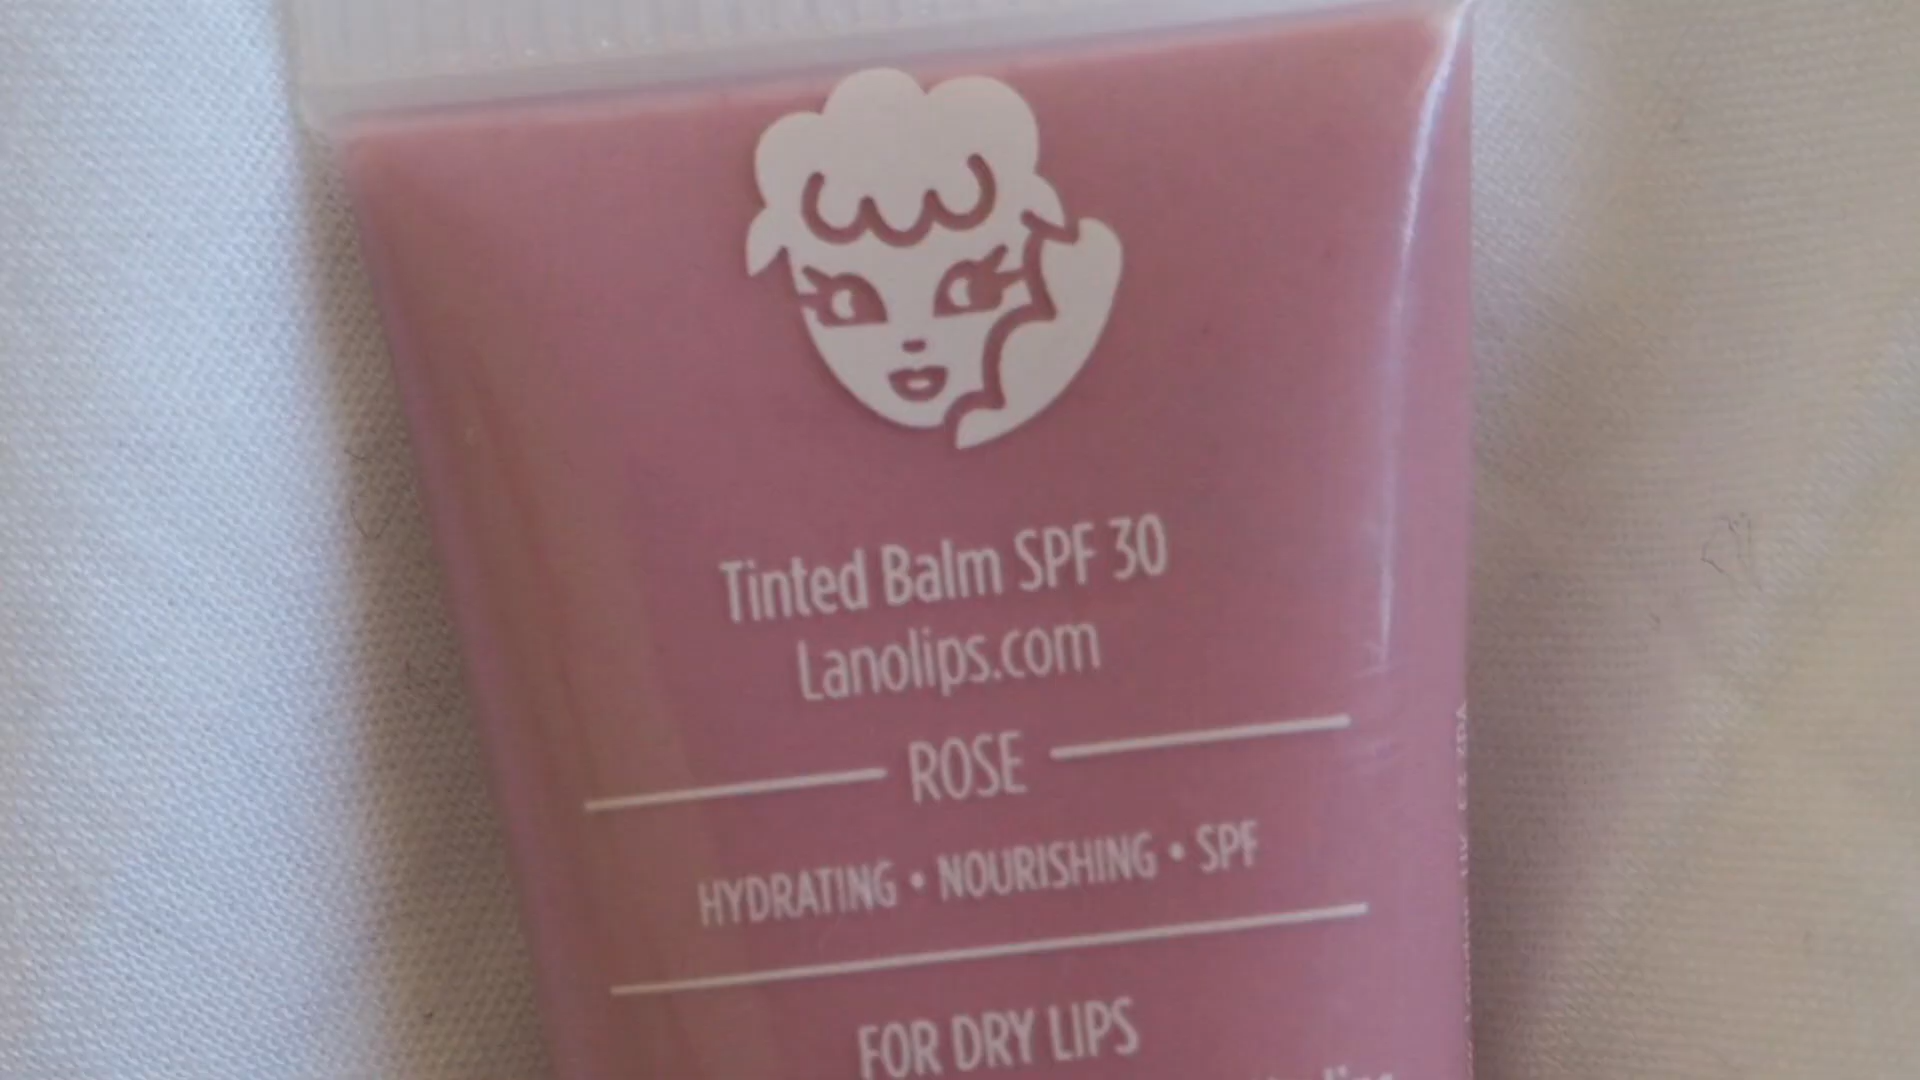 Tinted Balm SPF 30
Lanolips.com
ROSE
HYDRATING • NOURISHING • SPF
FOR DRY LIPS